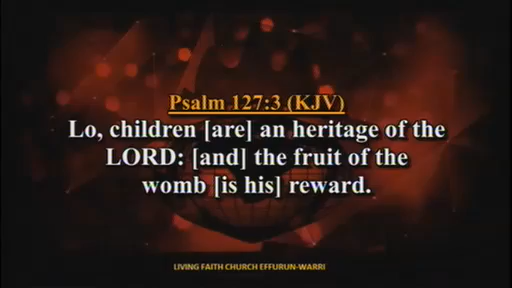 Psalm 127:3 (KJV)
Lo, children [are] an heritage of the
LORD: [and] the fruit of the
womb [is his] reward.
LIVING FAITH CHURCH EFFURUN-WARRI